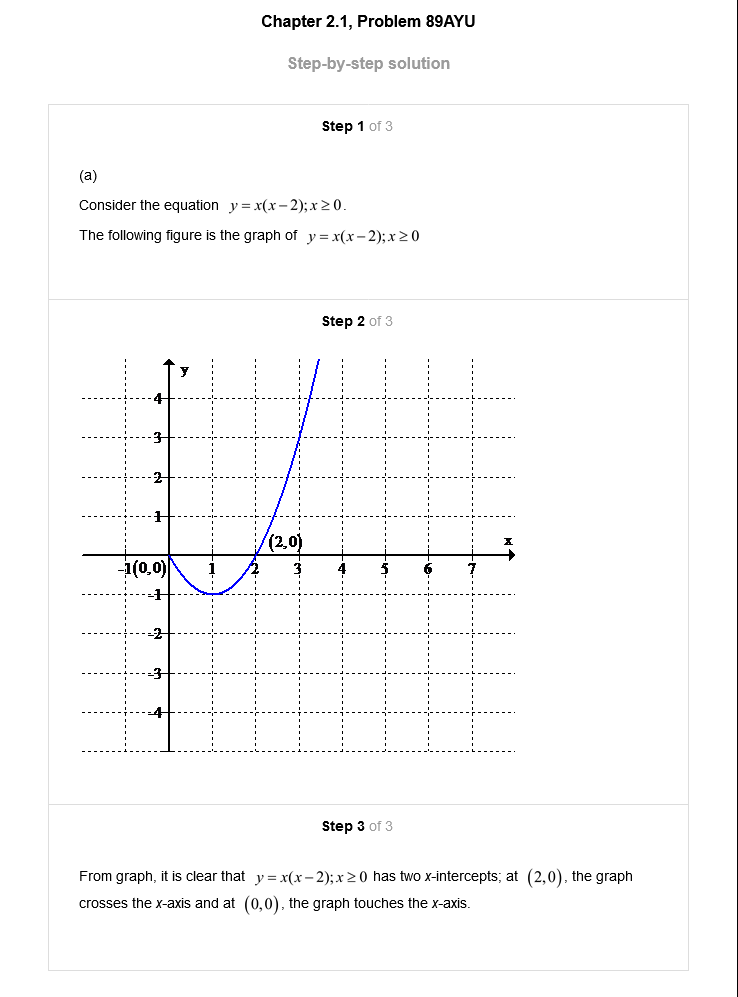 Chapter 2.1, Problem 89AYU
Step-by-step solution
Step 1 of 3
(a)
Consider the equation y = x(x − 2); x ≥ 0.
The following figure is the graph of y = x(x − 2); x ≥ 0
Step 2 of 3
y
4
3
2
1
(2,0)
x
-1 (0,0) 1 2 3 4 5 6 7
-1
-2
-3
-4
Step 3 of 3
From graph, it is clear that y = x(x − 2); x ≥ 0 has two x-intercepts; at (2,0), the graph
crosses the x-axis and at (0,0), the graph touches the x-axis.